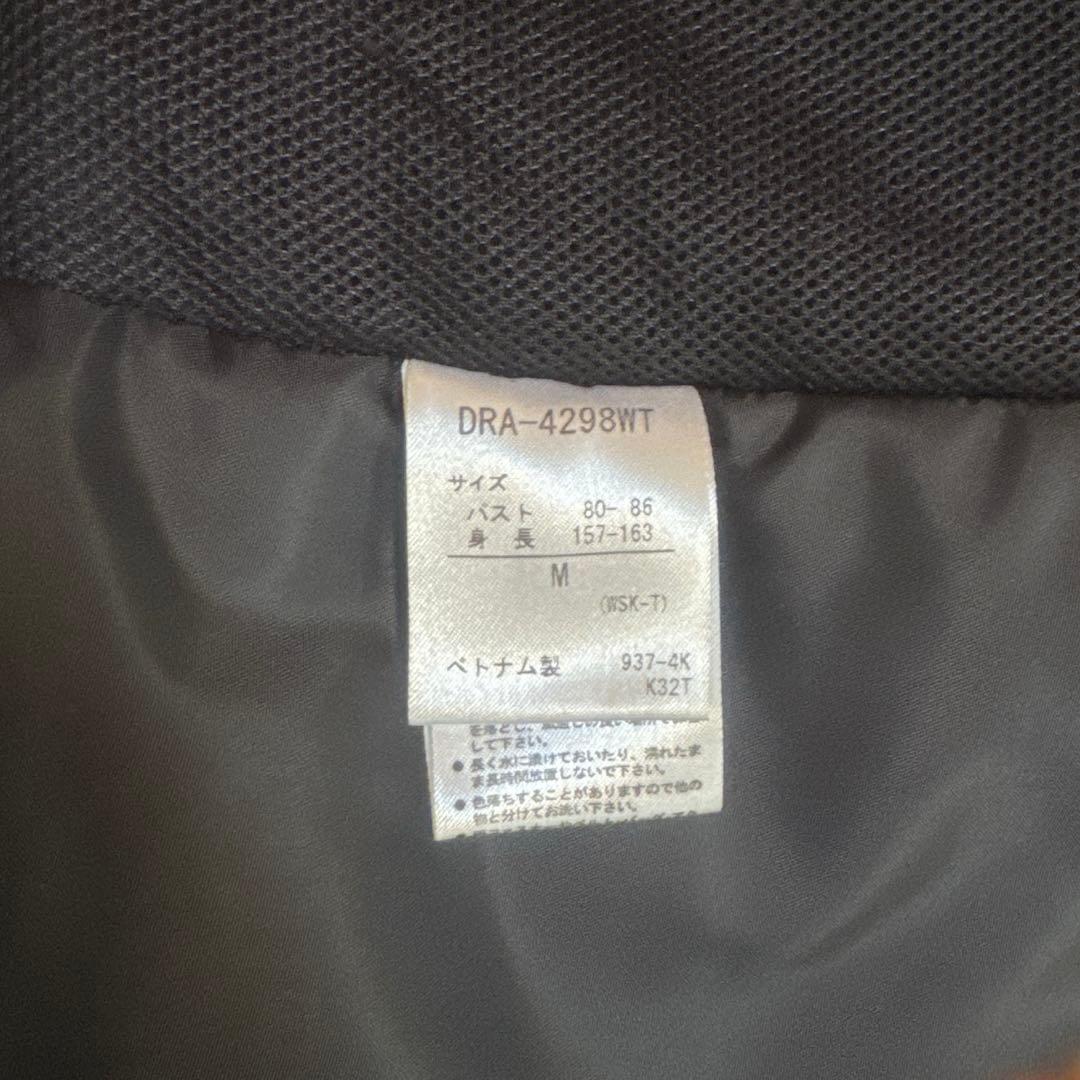 DRA-4298WT
サイズ
バスト 80- 86
身 長 157-163
M
(WSK-T)
ベトナム製 937-4K
K32T
して下さい。
● 長く水に漬けておいたり、濡れたま
ま長時間放置しないで下さい。
● 色落ちすることがありますので他の
物と分けてお洗い下さい。